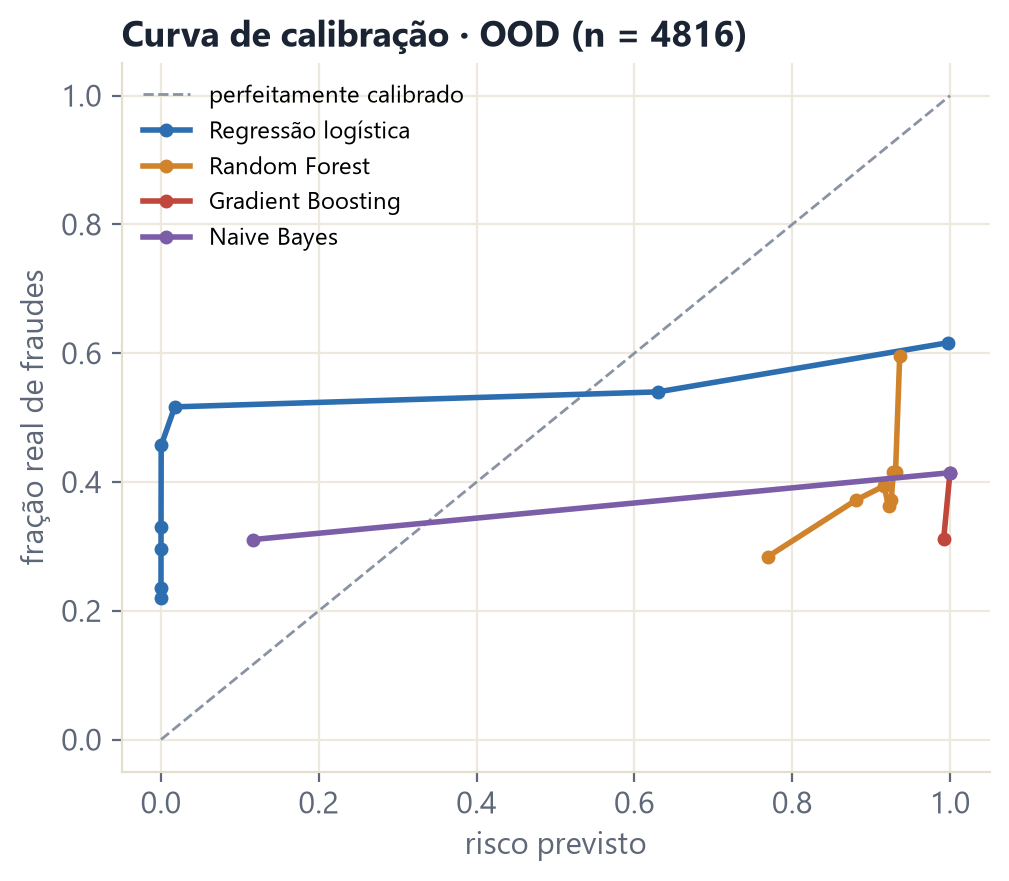 Curva de calibração · OOD (n = 4816)
perfeitamente calibrado
Regressão logística
Random Forest
Gradient Boosting
Naive Bayes
fração real de fraudes
1.0
0.8
0.6
0.4
0.2
0.0
0.0 0.2 0.4 0.6 0.8 1.0
risco previsto